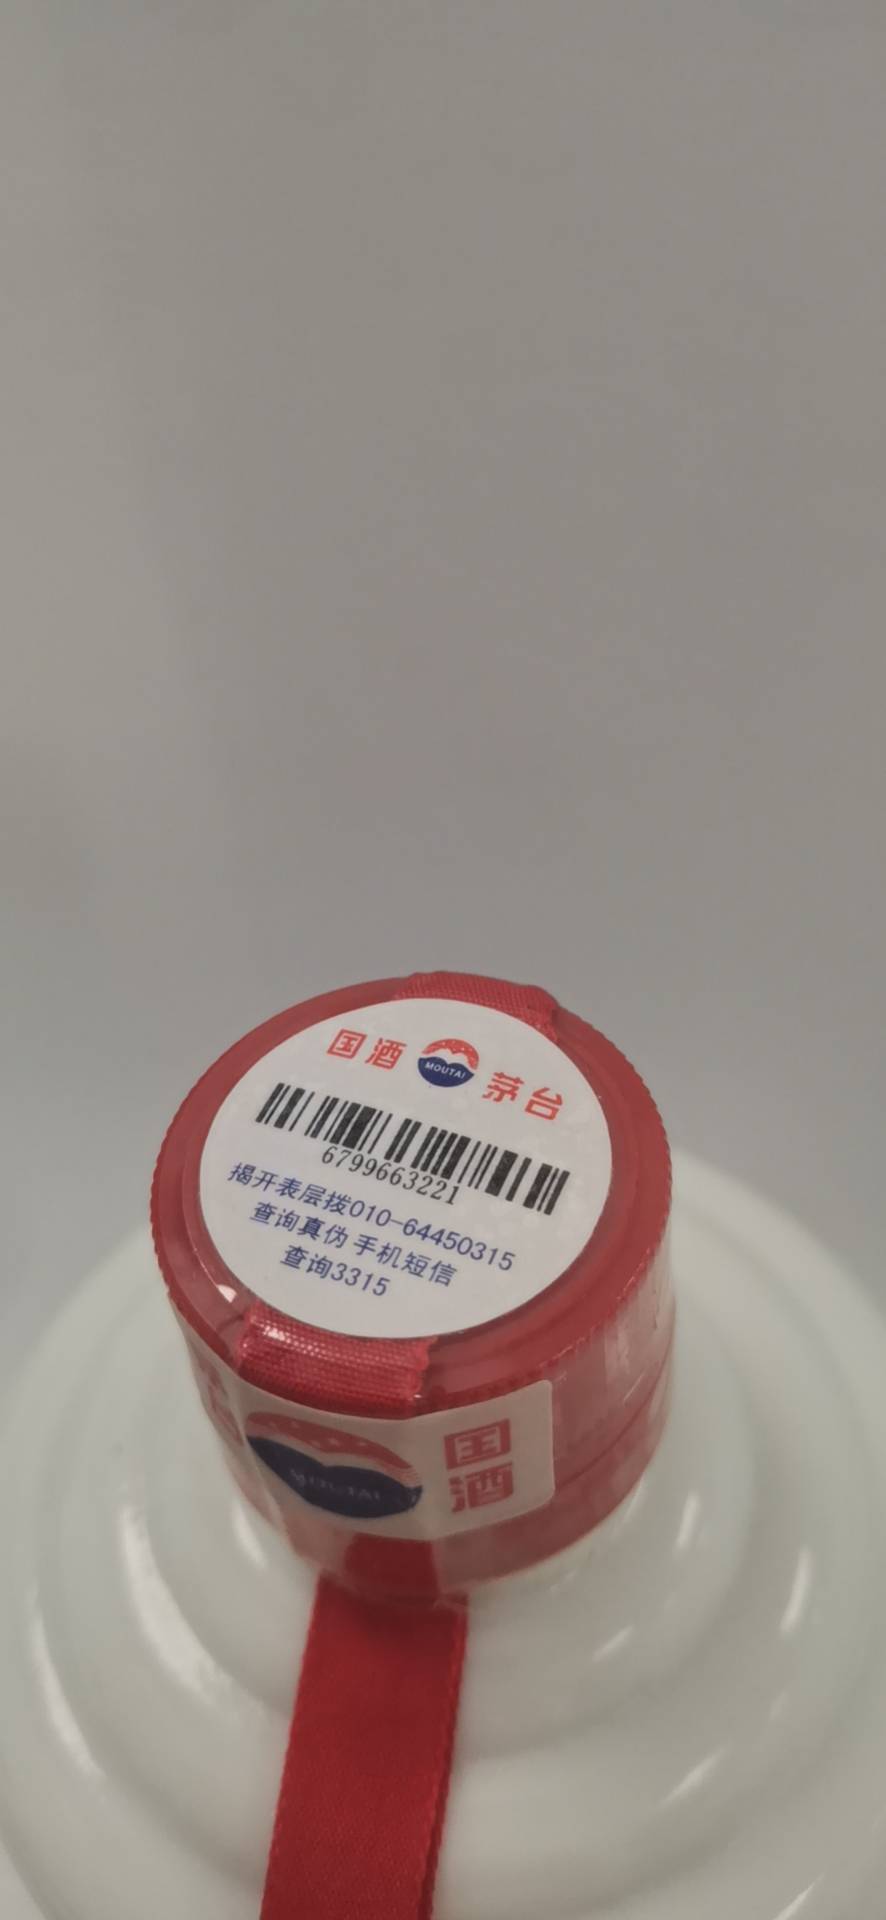 国酒 MOUTAI 茅台
6799663221
揭开表层拨010-64450315
查询真伪 手机短信
查询3315
MOUTAI
国酒